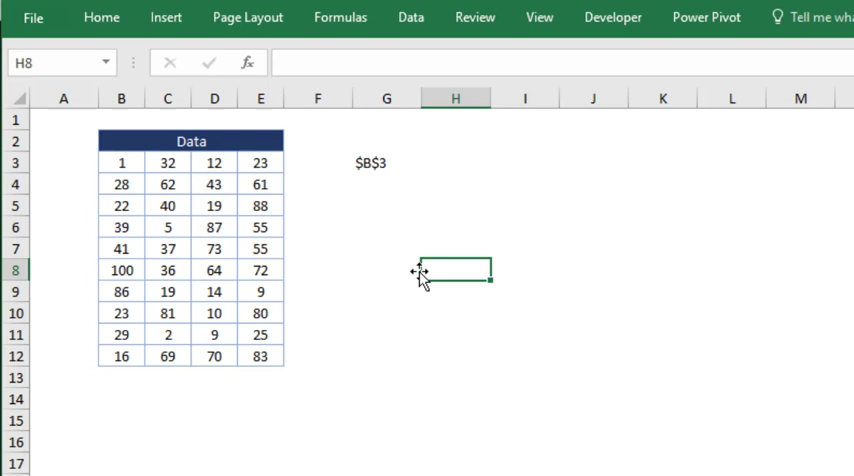 File Home Insert Page Layout Formulas Data Review View Developer Power Pivot Tell me wha
H8 fx
A B C D E F G H I J K L M
1
2 Data
3 1 32 12 23 $B$3
4 28 62 43 61
5 22 40 19 88
6 39 5 87 55
7 41 37 73 55
8 100 36 64 72
9 86 19 14 9
10 23 81 10 80
11 29 2 9 25
12 16 69 70 83
13
14
15
16
17